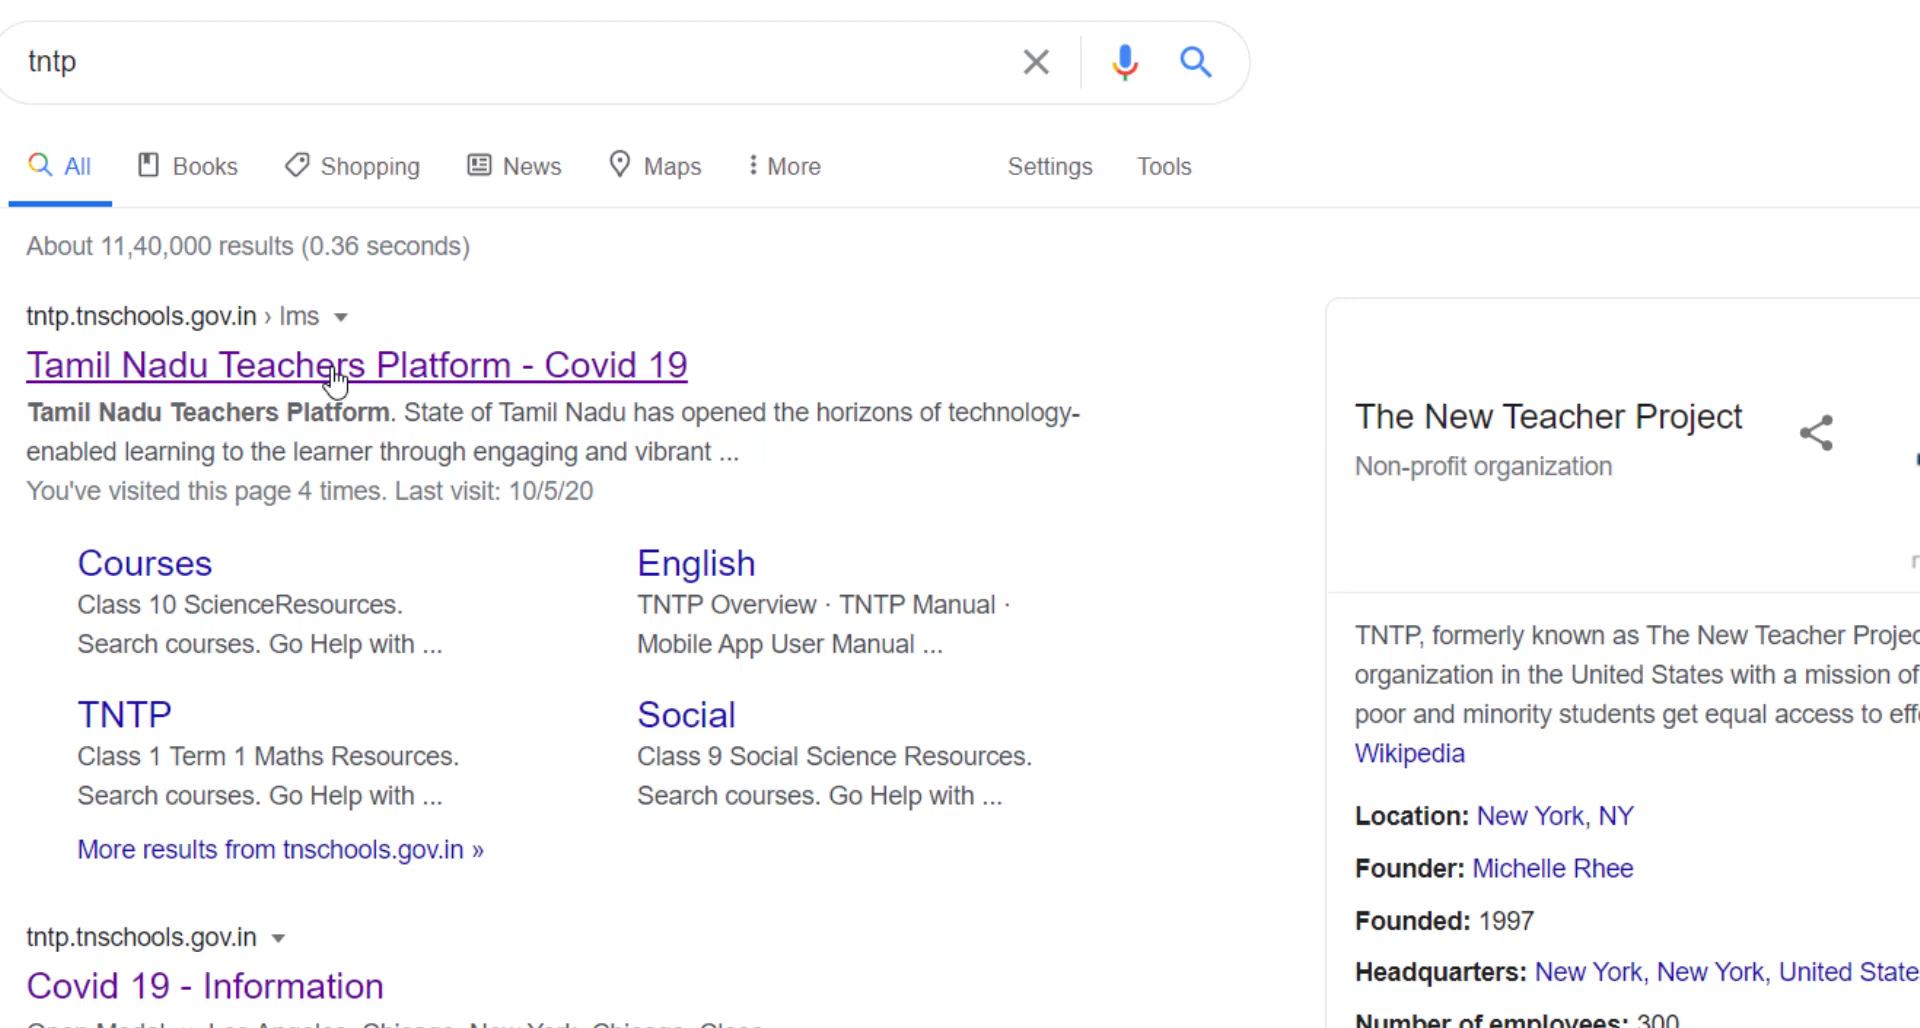 tntp
All Books Shopping News Maps More Settings Tools
About 11,40,000 results (0.36 seconds)
tntp.tnschools.gov.in › lms
Tamil Nadu Teachers Platform - Covid 19
Tamil Nadu Teachers Platform. State of Tamil Nadu has opened the horizons of technology-
enabled learning to the learner through engaging and vibrant ...
You've visited this page 4 times. Last visit: 10/5/20
Courses
Class 10 ScienceResources.
Search courses. Go Help with ...
English
TNTP Overview · TNTP Manual ·
Mobile App User Manual ...
TNTP
Class 1 Term 1 Maths Resources.
Search courses. Go Help with ...
Social
Class 9 Social Science Resources.
Search courses. Go Help with ...
More results from tnschools.gov.in »
tntp.tnschools.gov.in
Covid 19 - Information
The New Teacher Project
Non-profit organization
TNTP, formerly known as The New Teacher Projec
organization in the United States with a mission of
poor and minority students get equal access to eff
Wikipedia
Location: New York, NY
Founder: Michelle Rhee
Founded: 1997
Headquarters: New York, New York, United State
Number of employees: 300